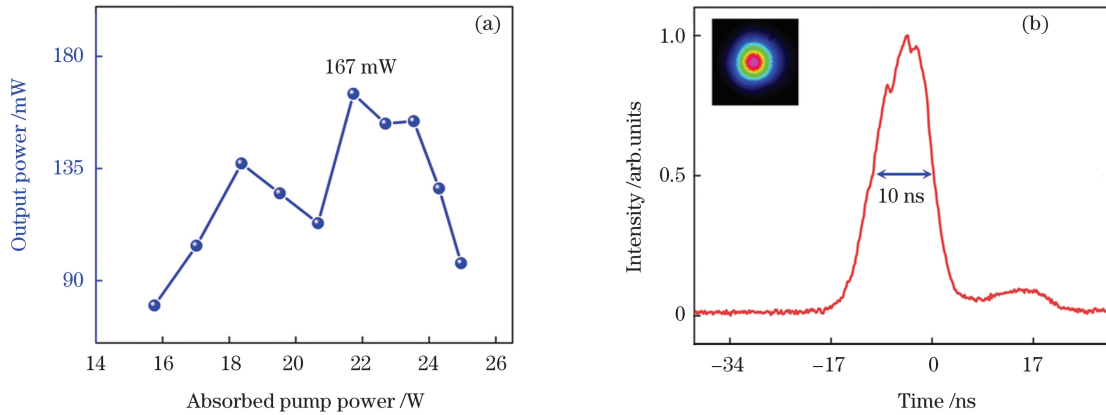 (a)
167 mW
180
135
90
Output power /mW
14 16 18 20 22 24 26
Absorbed pump power /W
(b)
1.0
0.5
0
10 ns
Intensity /arb.units
−34 −17 0 17
Time /ns